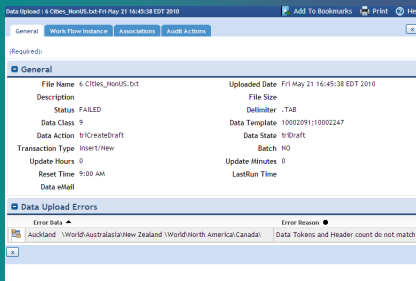 Data Upload : 6 Cities_NonUS.txt-Fri May 21 16:45:38 EDT 2010 Add To Bookmarks Print He
General Work Flow Instance Associations Audit Actions x
(Required):
General
File Name 6 Cities_NonUS.txt Uploaded Date Fri May 21 16:45:38 EDT 2010
Description File Size
Status FAILED Delimiter .TAB
Data Class 9 Data Template 10002091;10002247
Data Action triCreateDraft Data State triDraft
Transaction Type Insert/New Batch NO
Update Hours 0 Update Minutes 0
Reset Time 9:00 AM LastRun Time
Data eMail
Data Upload Errors
Error Data Error Reason
Auckland \World\Australasia\New Zealand \World\North America\Canada\ Data Tokens and Header count do not match
x